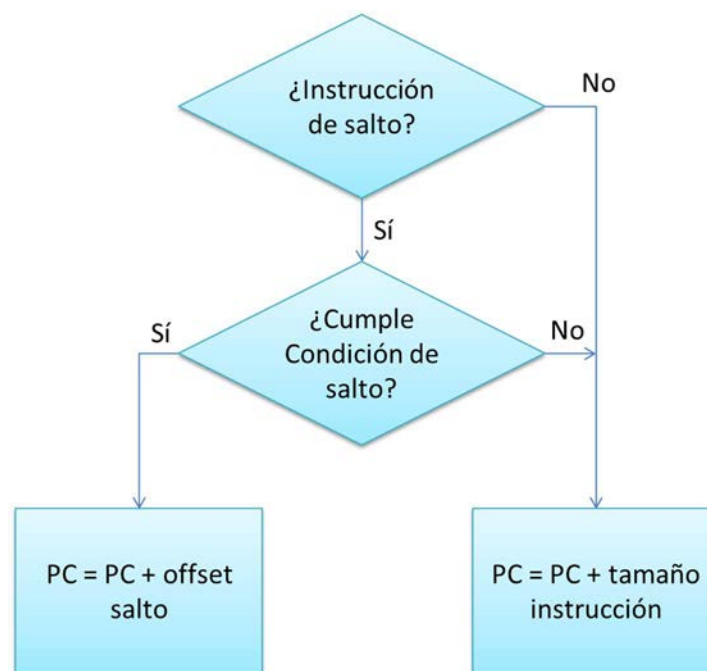 ¿Instrucción
de salto?
No
Sí
¿Cumple
Condición de
salto?
Sí
No
PC = PC + offset
salto
PC = PC + tamaño
instrucción